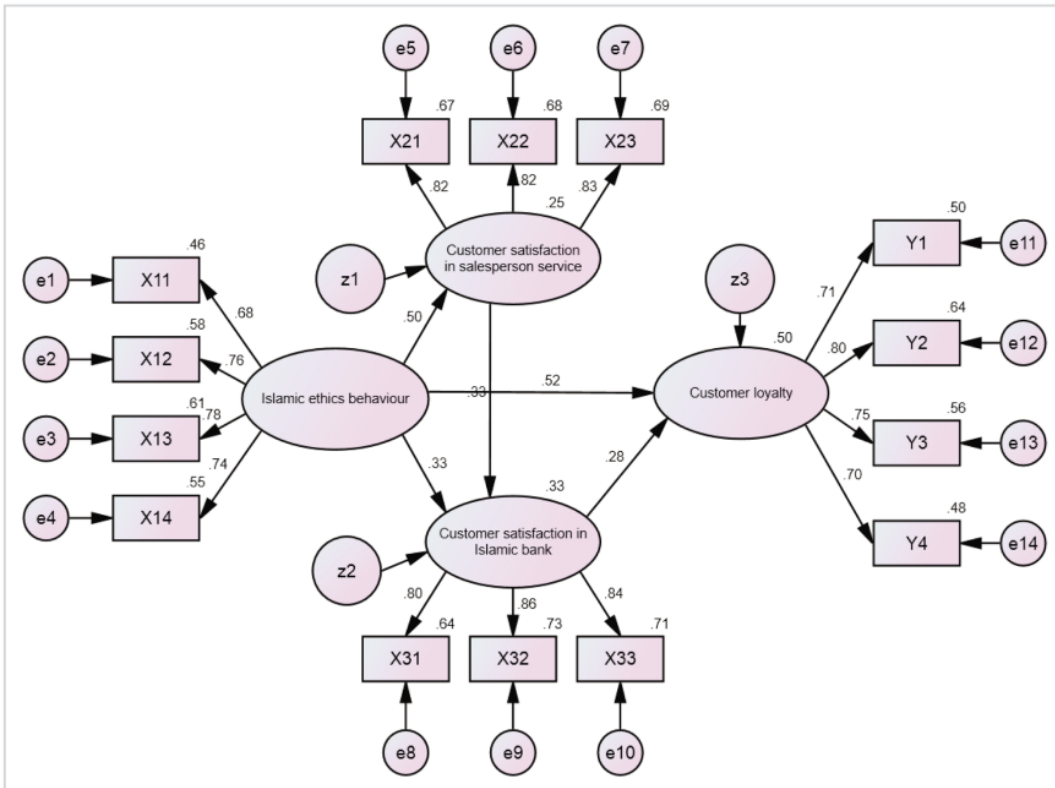 e5
e6
e7
.67
.68
.69
X21
X22
X23
.82
.82
.83
.25
Customer satisfaction
in salesperson service
z1
z3
.50
Y1
e11
.46
e1
X11
.68
.50
.71
.64
Y2
e12
.58
e2
X12
.76
.50
.80
Islamic ethics behaviour
.33
.52
Customer loyalty
.61
.78
e3
X13
.75
.56
Y3
e13
.74
.55
e4
X14
.33
.28
.70
.48
Y4
e14
.33
Customer satisfaction in
Islamic bank
z2
.80
.86
.84
.64
.73
.71
X31
X32
X33
e8
e9
e10